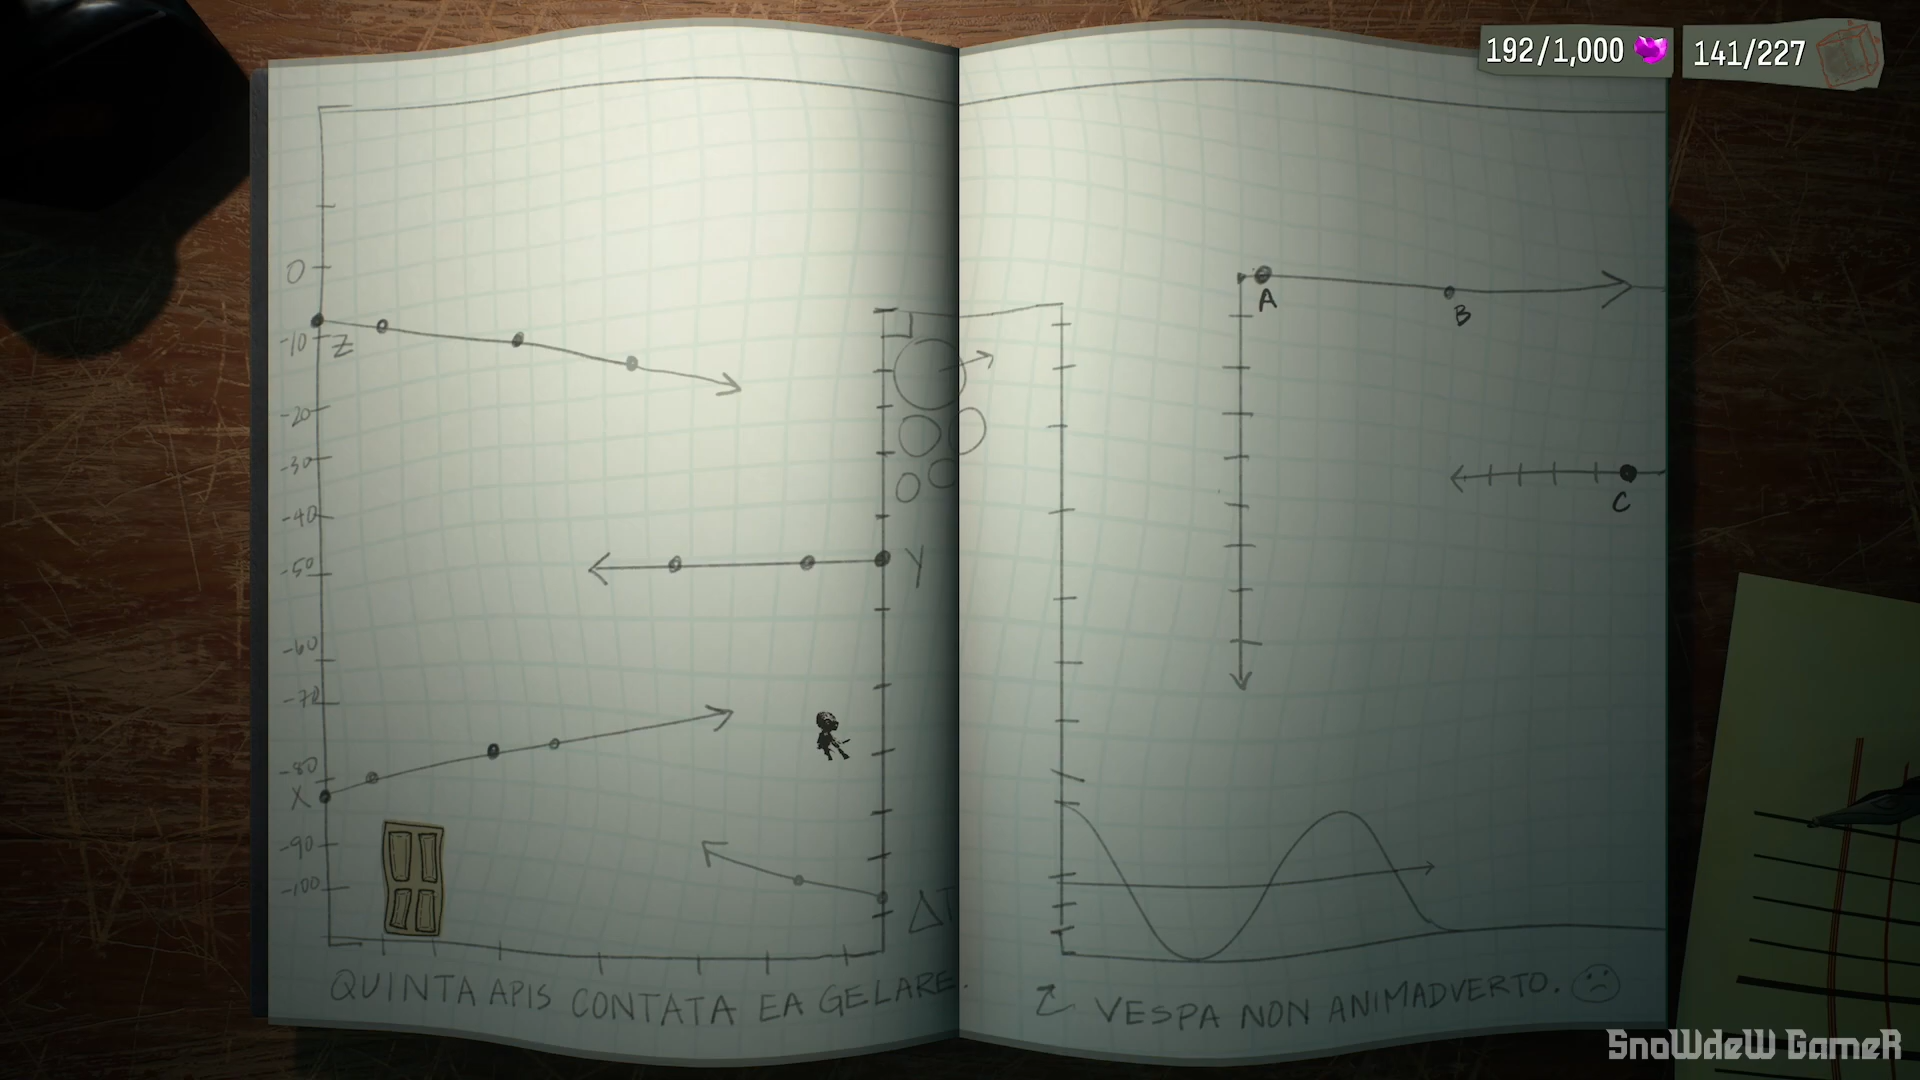 192/1,000
141/227
0
-10
Z
-20
-30
-40
-50
Y
-60
-70
-80
X
-90
-100
ΔT
A
B
C
QUINTA APIS CONTATA EA GELARE.
Z VESPA NON ANIMADVERTO.
SnoWdeW GameR